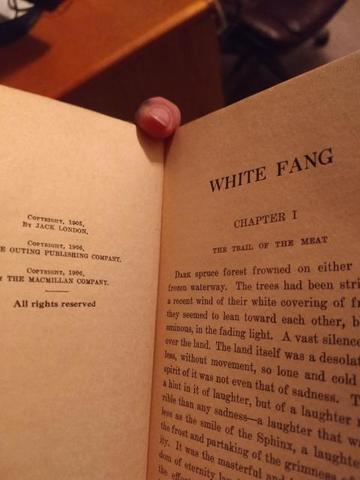 COPYRIGHT, 1905,
BY JACK LONDON.
COPYRIGHT, 1906,
E OUTING PUBLISHING COMPANY.
COPYRIGHT, 1906,
THE MACMILLAN COMPANY.
All rights reserved
WHITE FANG
CHAPTER I
THE TRAIL OF THE MEAT
DARK spruce forest frowned on either
frozen waterway. The trees had been stri
a recent wind of their white covering of fr
they seemed to lean toward each other, b
ominous, in the fading light. A vast silence
over the land. The land itself was a desolat
less, without movement, so lone and cold
spirit of it was not even that of sadness. T
a hint in it of laughter, but of a laughter
rible than any sadness—a laughter that w
less as the smile of the Sphinx, a laughte
the frost and partaking of the grimness of
ity. It was the masterful and
dom of eternity
the